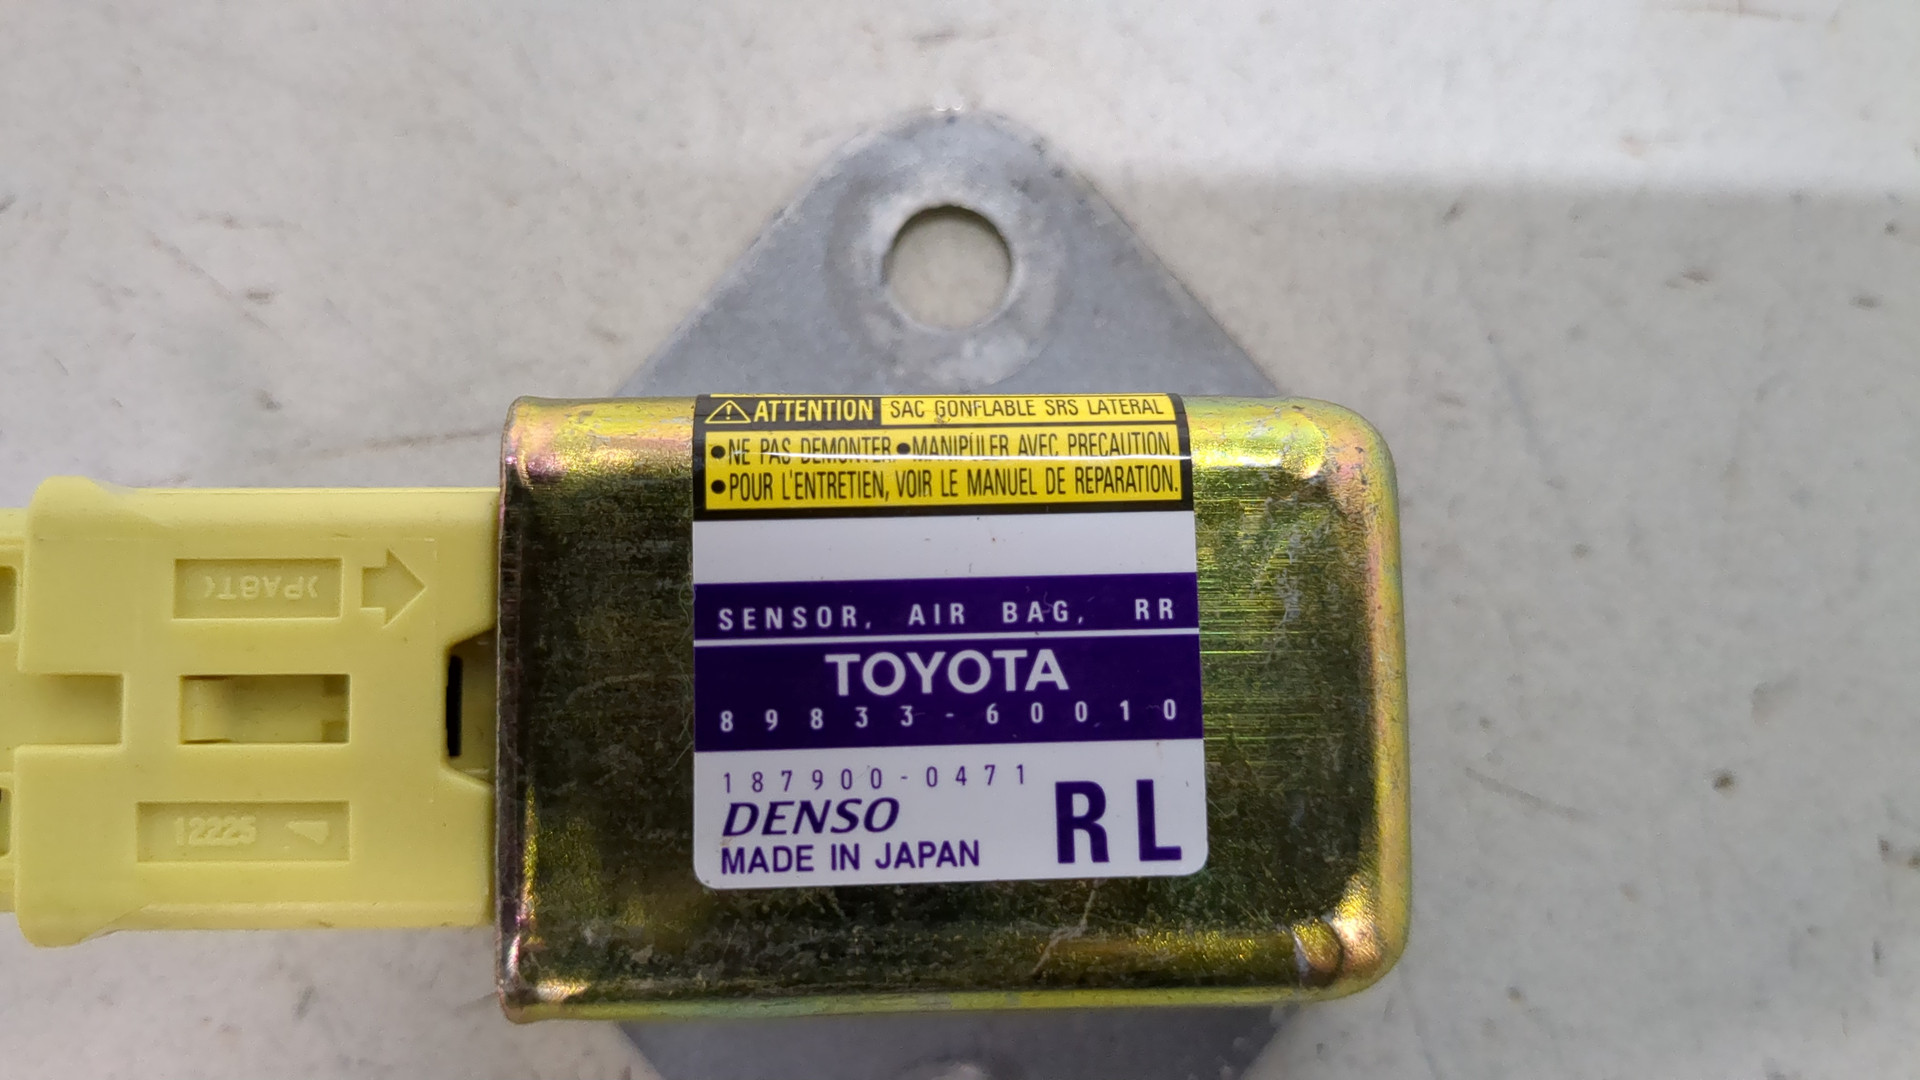 ATTENTION SAC GONFLABLE SRS LATERAL
•NE PAS DEMONTER.•MANIPULER AVEC PRECAUTION.
•POUR L'ENTRETIEN, VOIR LE MANUEL DE REPARATION.
SENSOR, AIR BAG, RR
TOYOTA
89833-60010
187900-0471
DENSO
MADE IN JAPAN
RL
>PA6T<
12225